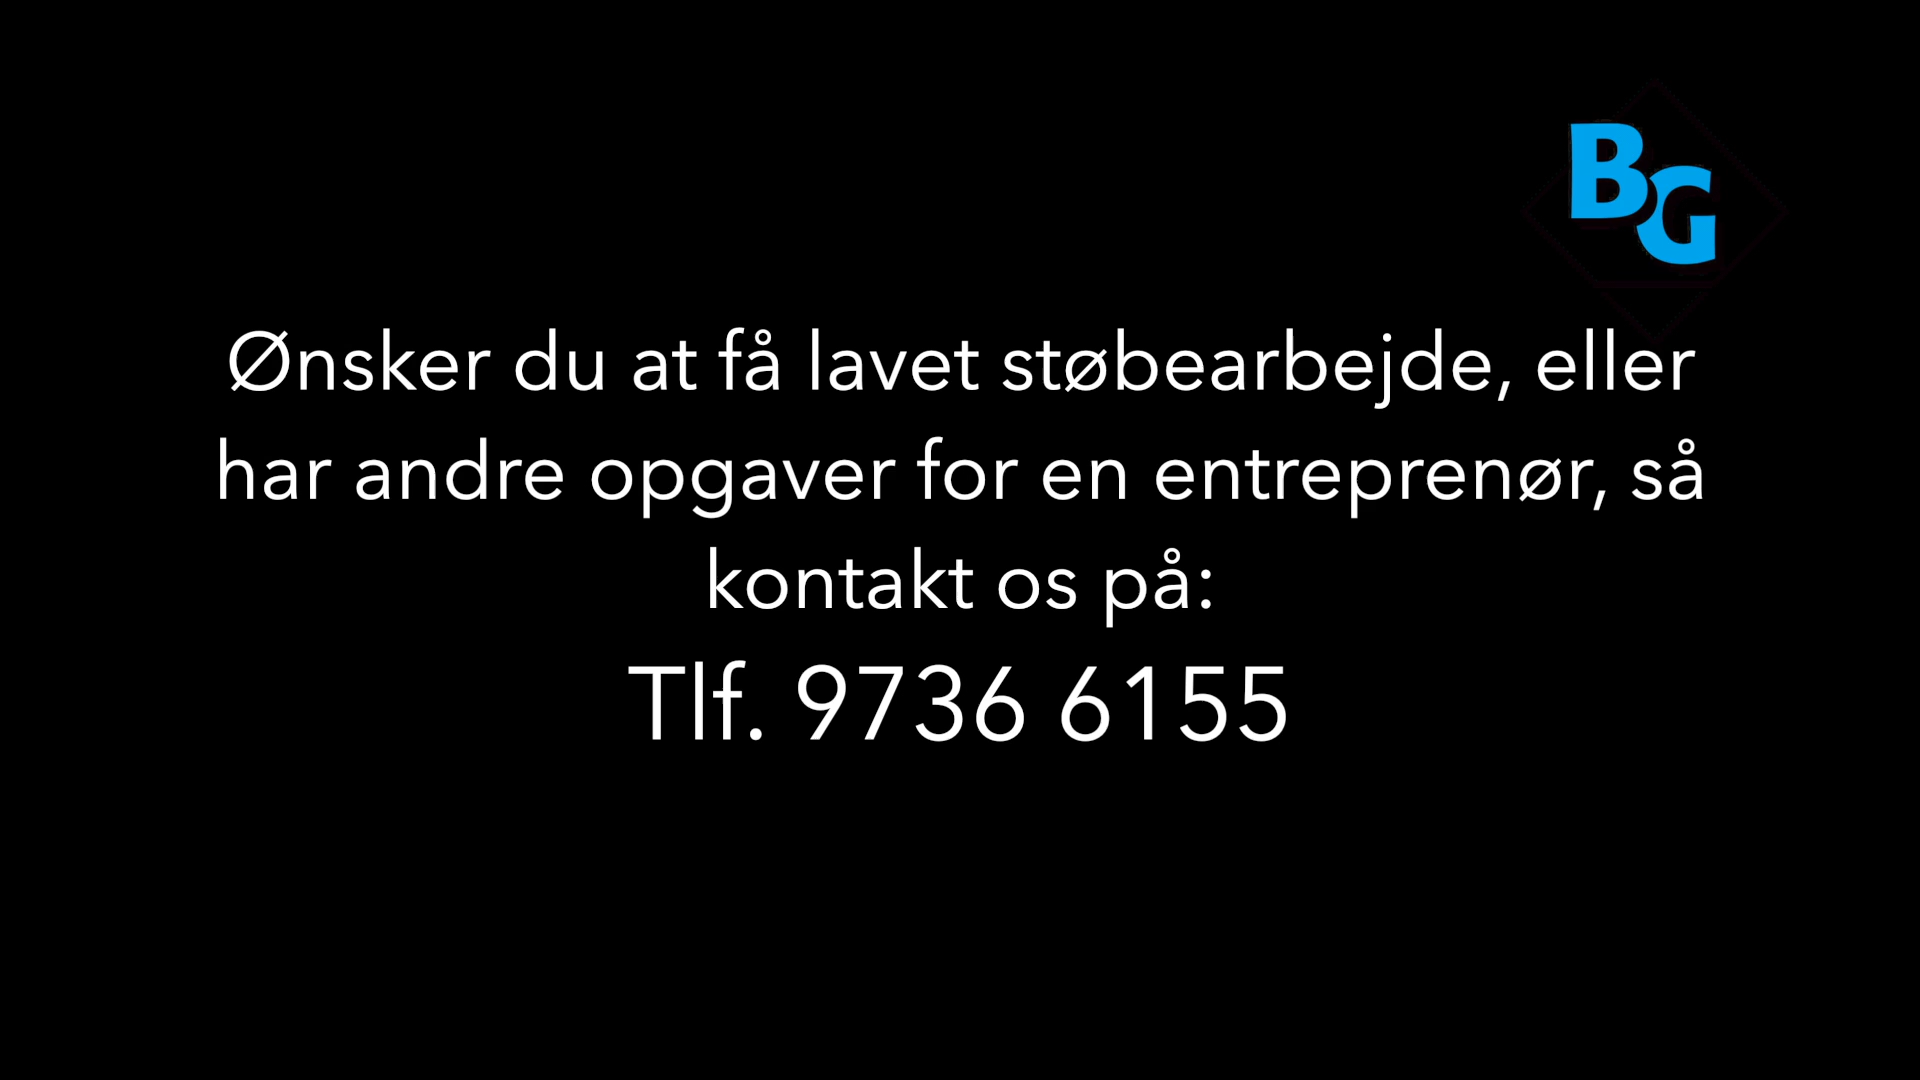 BG
Ønsker du at få lavet støbearbejde, eller
har andre opgaver for en entreprenør, så
kontakt os på:
Tlf. 9736 6155